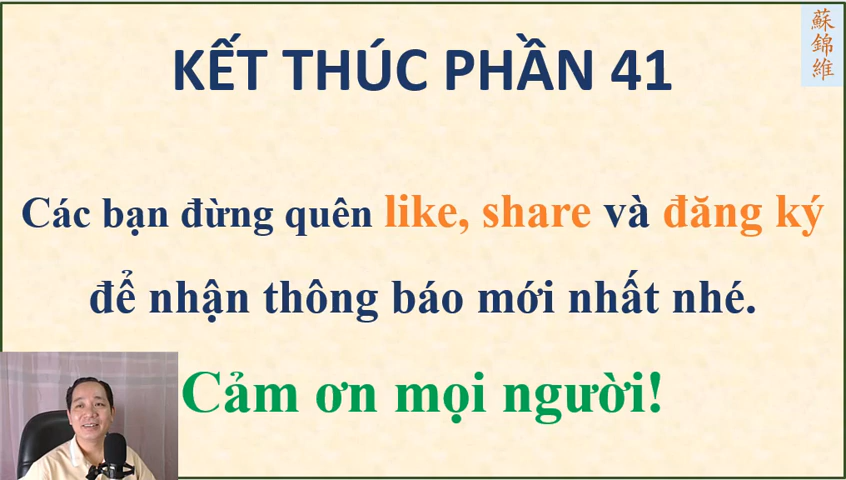 蘇錦維
KẾT THÚC PHẦN 41
Các bạn đừng quên like, share và đăng ký
để nhận thông báo mới nhất nhé.
Cảm ơn mọi người!